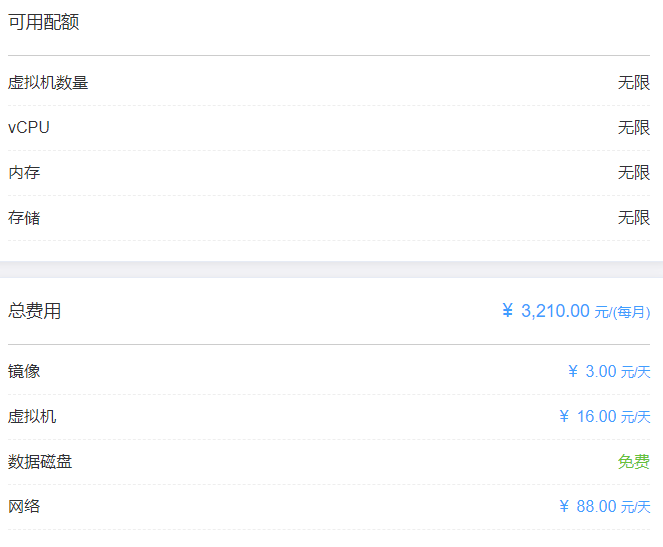 可用配额
虚拟机数量 无限
vCPU 无限
内存 无限
存储 无限
总费用 ¥ 3,210.00 元/(每月)
镜像 ¥ 3.00 元/天
虚拟机 ¥ 16.00 元/天
数据磁盘 免费
网络 ¥ 88.00 元/天